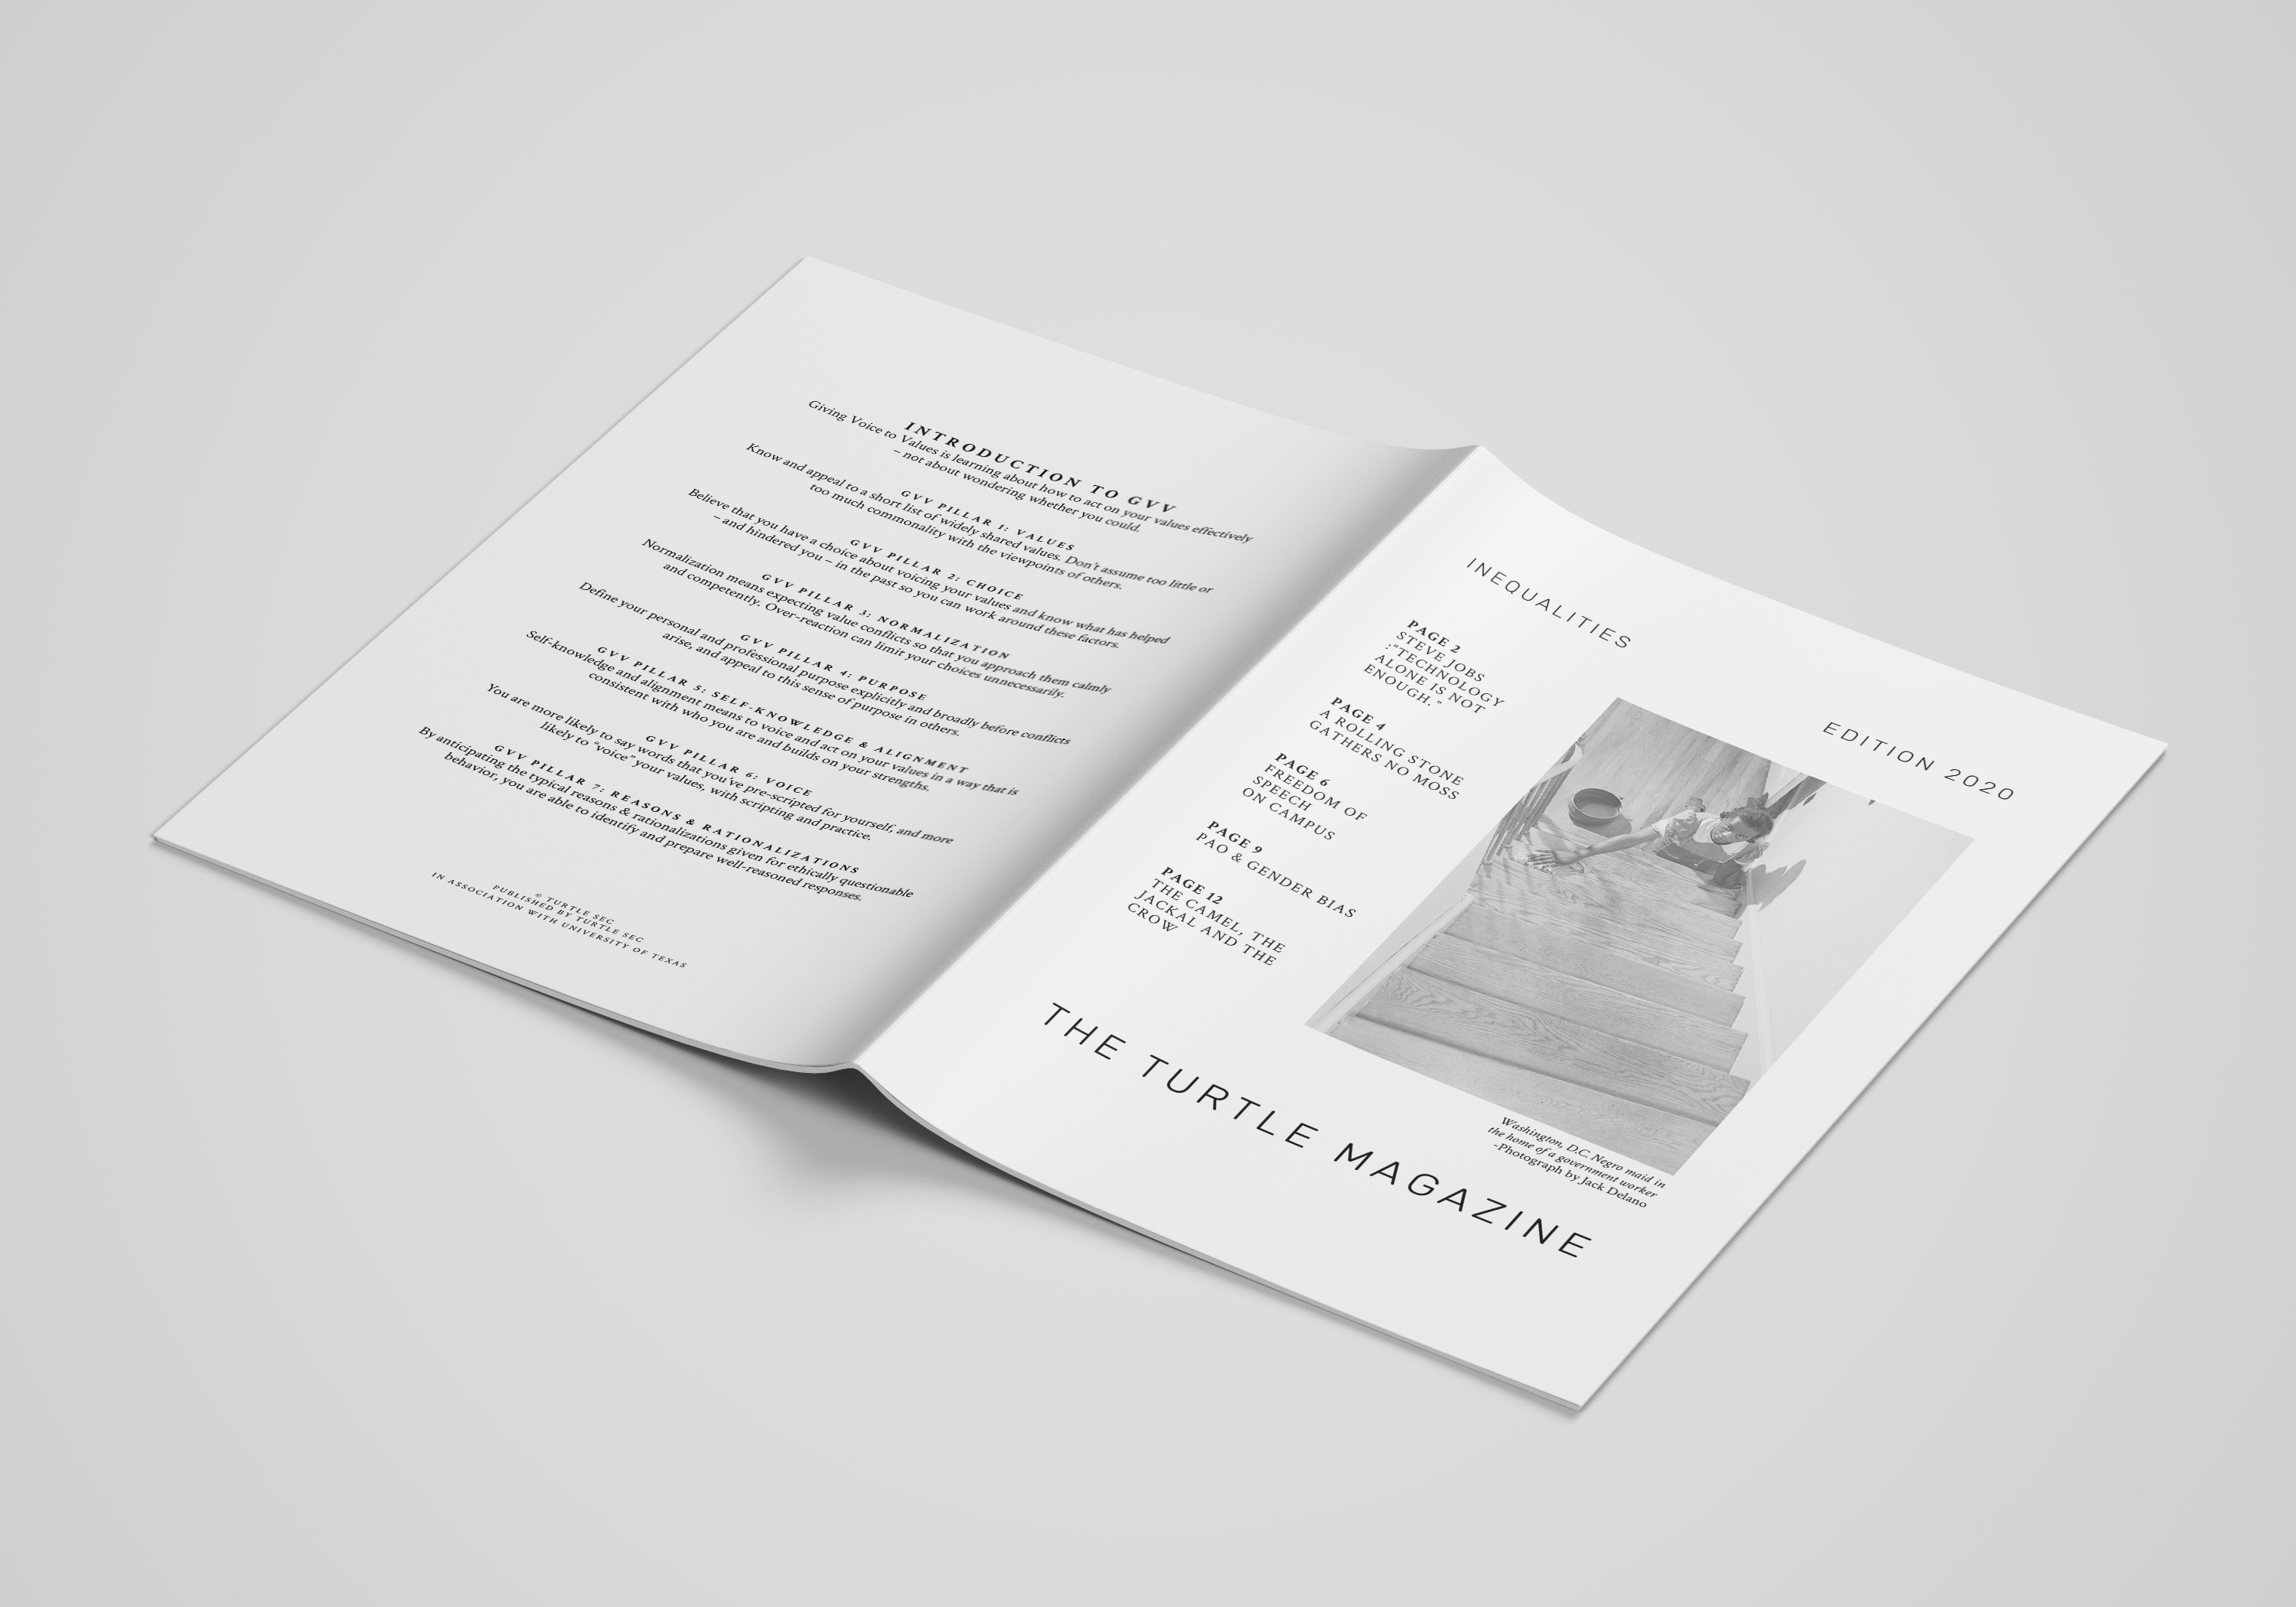 INTRODUCTION TO GVV
Giving Voice to Values is learning about how to act on your values effectively
– not about wondering whether you could.
GVV PILLAR 1: VALUES
Know and appeal to a short list of widely shared values. Don't assume too little or
too much commonality with the viewpoints of others.
GVV PILLAR 2: CHOICE
Believe that you have a choice about voicing your values and know what has helped
– and hindered you – in the past so you can work around these factors.
GVV PILLAR 3: NORMALIZATION
Normalization means expecting value conflicts so that you approach them calmly
and competently. Over-reaction can limit your choices unnecessarily.
GVV PILLAR 4: PURPOSE
Define your personal and professional purpose explicitly and broadly before conflicts
arise, and appeal to this sense of purpose in others.
GVV PILLAR 5: SELF-KNOWLEDGE & ALIGNMENT
Self-knowledge and alignment means to voice and act on your values in a way that is
consistent with who you are and builds on your strengths.
GVV PILLAR 6: VOICE
You are more likely to say words that you've pre-scripted for yourself, and more
likely to "voice" your values, with scripting and practice.
GVV PILLAR 7: REASONS & RATIONALIZATIONS
By anticipating the typical reasons & rationalizations given for ethically questionable
behavior, you are able to identify and prepare well-reasoned responses.
© TURTLE SEC
PUBLISHED BY TURTLE SEC
IN ASSOCIATION WITH UNIVERSITY OF TEXAS
INEQUALITIES
EDITION 2020
PAGE 2
STEVE JOBS
:"TECHNOLOGY
ALONE IS NOT
ENOUGH."
PAGE 4
A ROLLING STONE
GATHERS NO MOSS
PAGE 6
FREEDOM OF
SPEECH
ON CAMPUS
PAGE 9
PAO & GENDER BIAS
PAGE 12
THE CAMEL, THE
JACKAL AND THE
CROW
Washington, D.C. Negro maid in
the home of a government worker
-Photograph by Jack Delano
THE TURTLE MAGAZINE